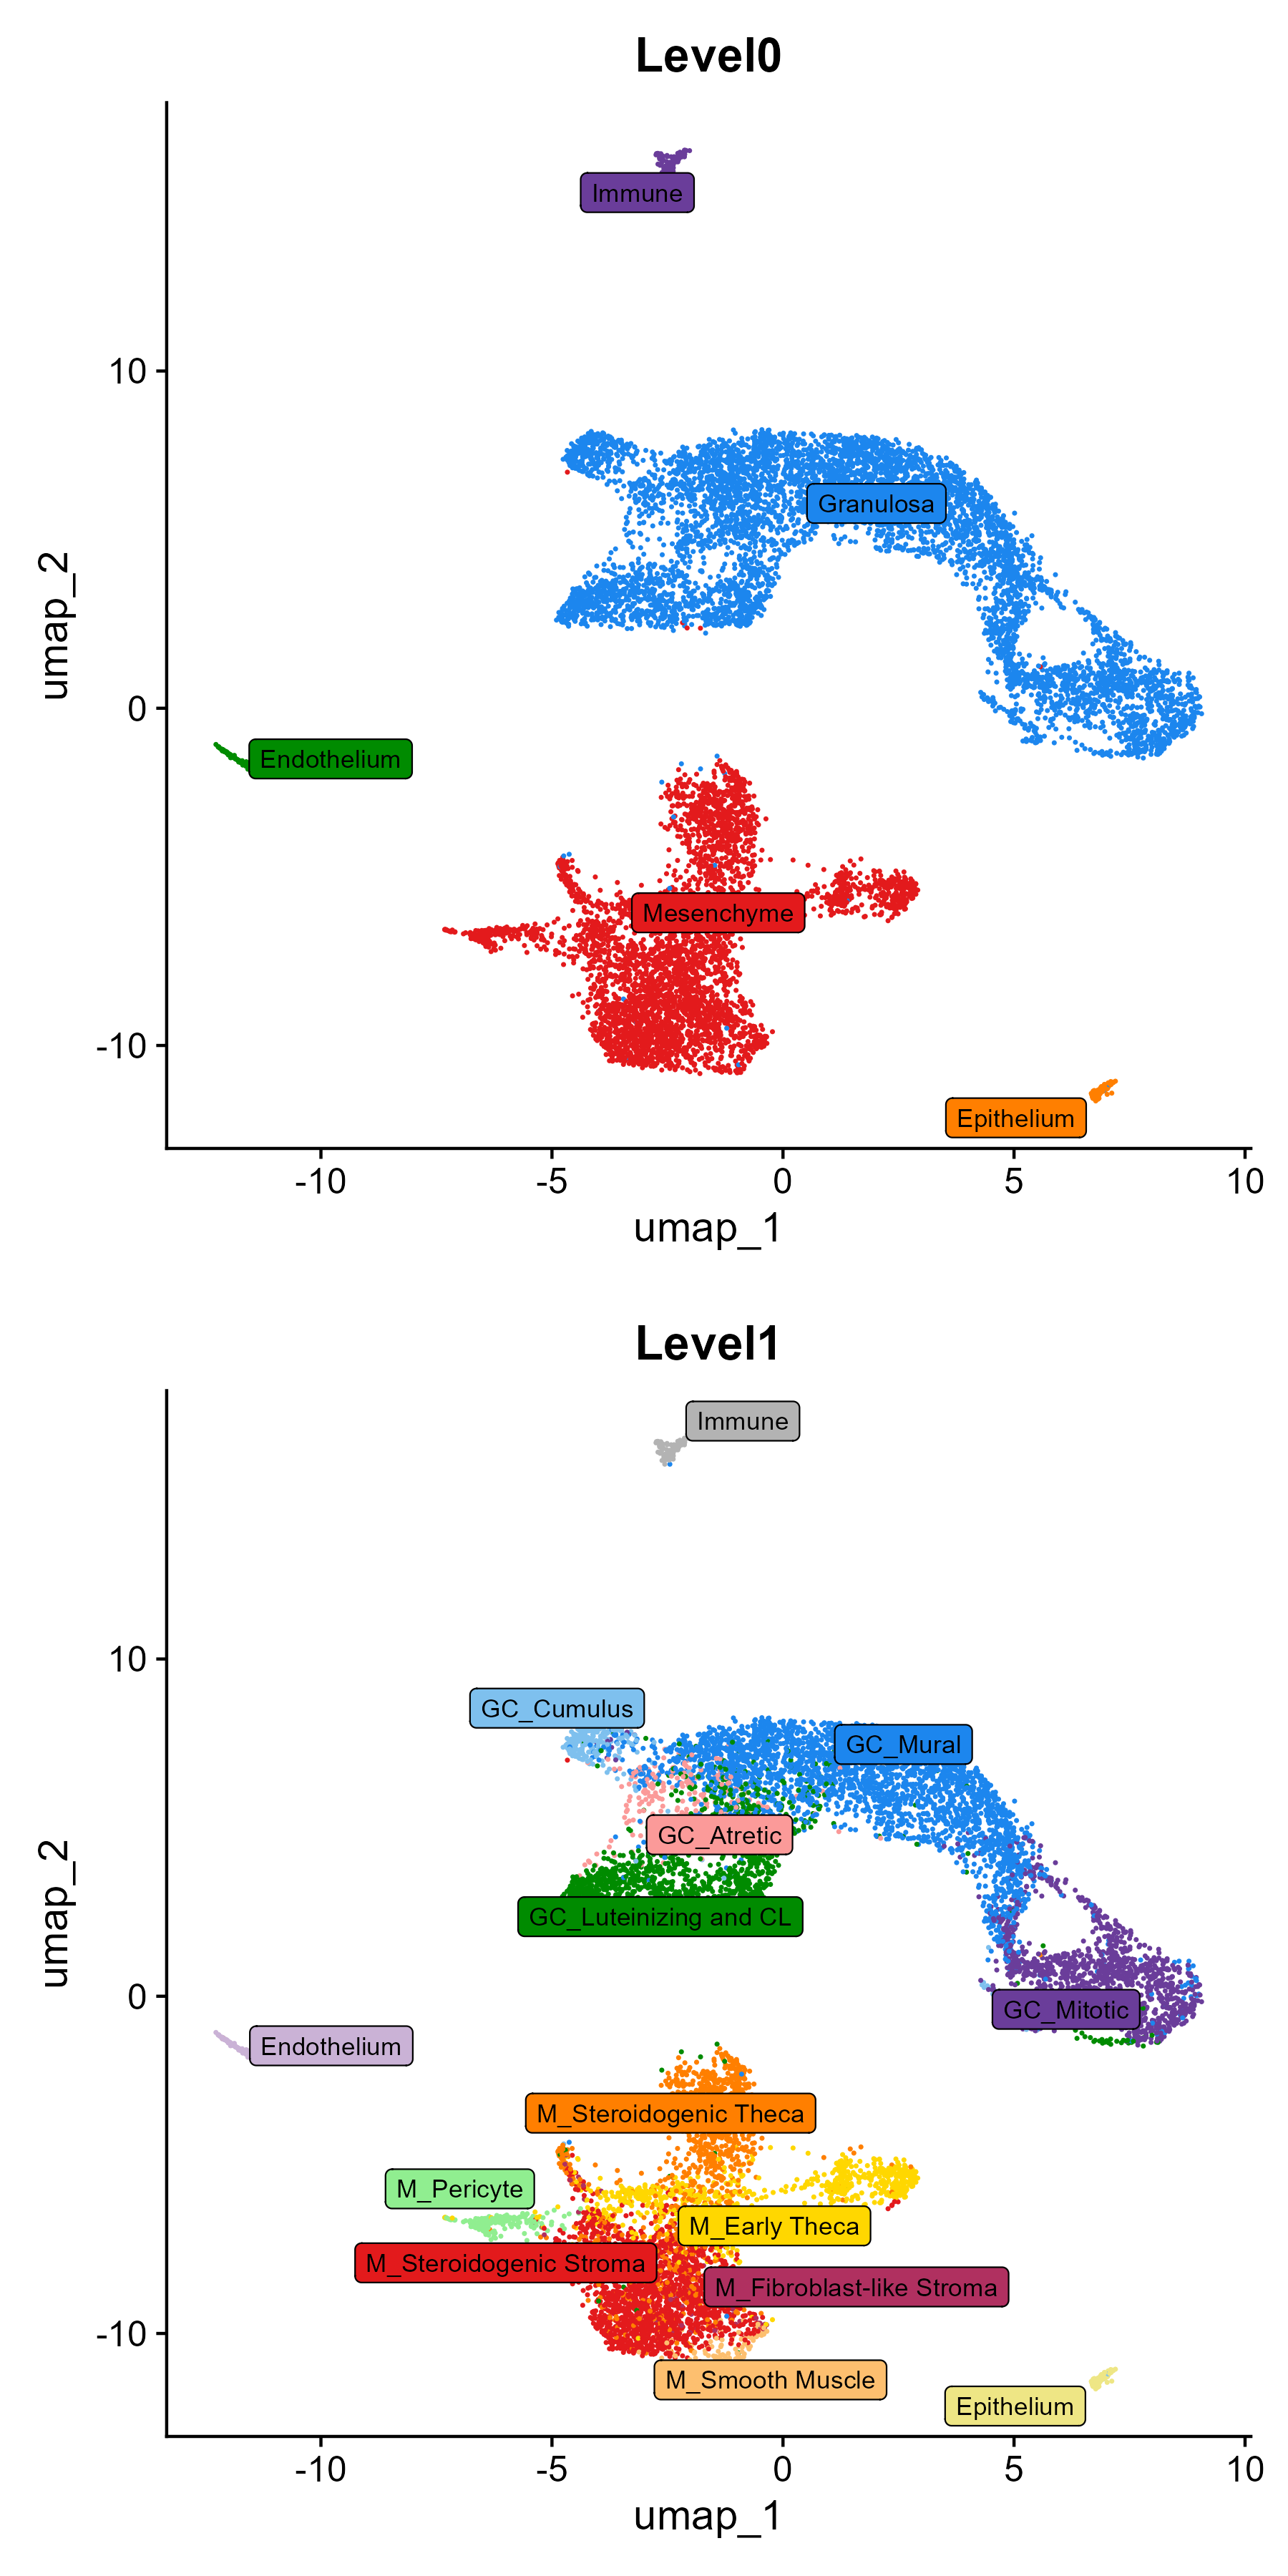 Level0
Immune
10
Granulosa
umap_2
0
Endothelium
Mesenchyme
-10
Epithelium
-10 -5 0 5 10
umap_1
Level1
Immune
10
GC_Cumulus
GC_Mural
GC_Atretic
GC_Luteinizing and CL
umap_2
0
GC_Mitotic
Endothelium
M_Steroidogenic Theca
M_Pericyte
M_Early Theca
M_Steroidogenic Stroma
M_Fibroblast-like Stroma
-10
M_Smooth Muscle
Epithelium
-10 -5 0 5 10
umap_1